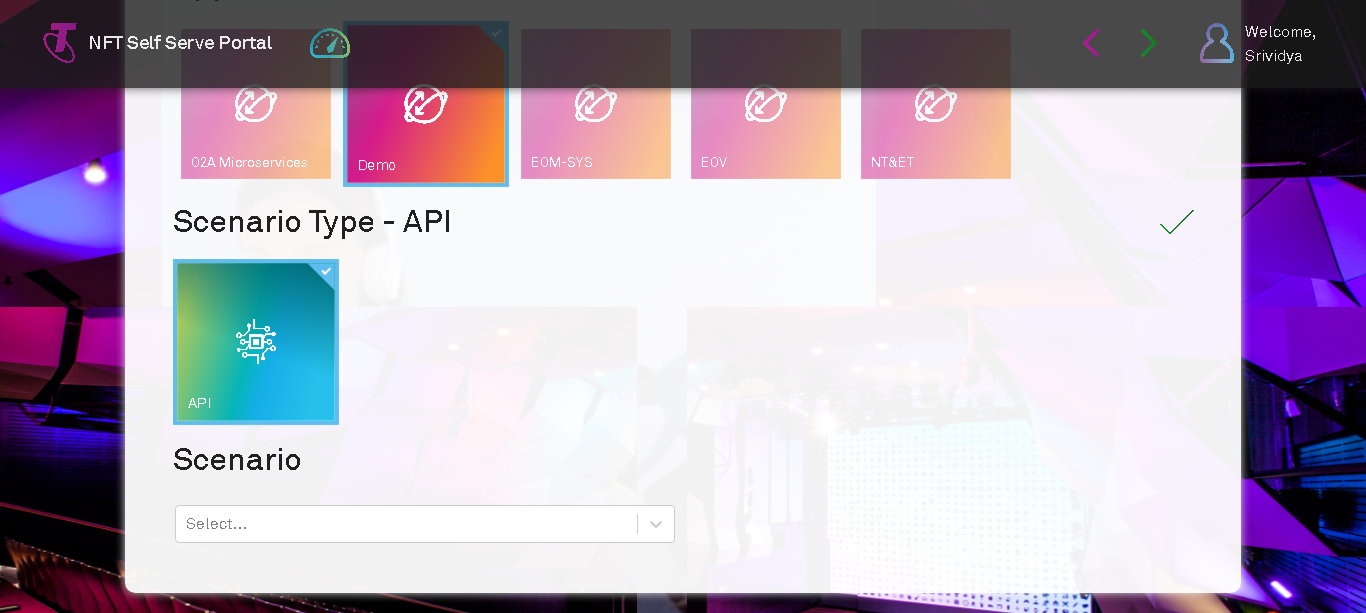 NFT Self Serve Portal
Welcome,
Srividya
O2A Microservices
Demo
EOM-SYS
EOV
NT&ET
Scenario Type - API
API
Scenario
Select...